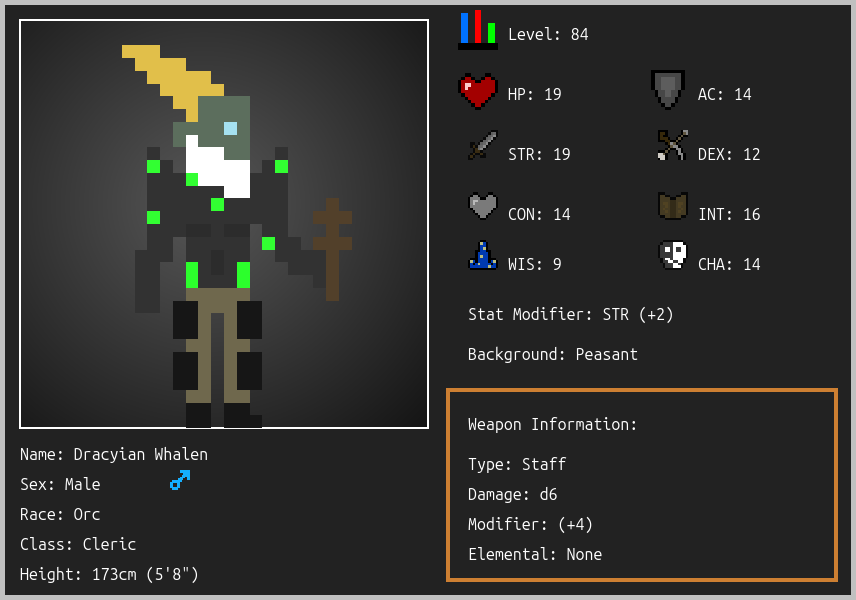 Level: 84
HP: 19
AC: 14
STR: 19
DEX: 12
CON: 14
INT: 16
WIS: 9
CHA: 14
Stat Modifier: STR (+2)
Background: Peasant
Weapon Information:
Type: Staff
Damage: d6
Modifier: (+4)
Elemental: None
Name: Dracyian Whalen
Sex: Male
Race: Orc
Class: Cleric
Height: 173cm (5'8")